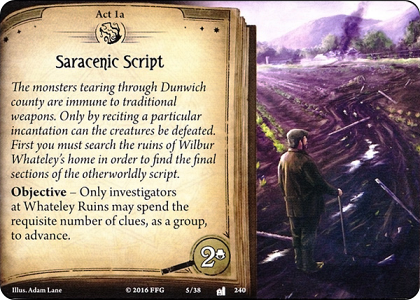 Act 1a
Saracenic Script
The monsters tearing through Dunwich
county are immune to traditional
weapons. Only by reciting a particular
incantation can the creatures be defeated.
First you must search the ruins of Wilbur
Whateley's home in order to find the final
sections of the otherworldly script.
Objective – Only investigators
at Whateley Ruins may spend the
requisite number of clues, as a group,
to advance.
2
Illus. Adam Lane © 2016 FFG 5/38 240